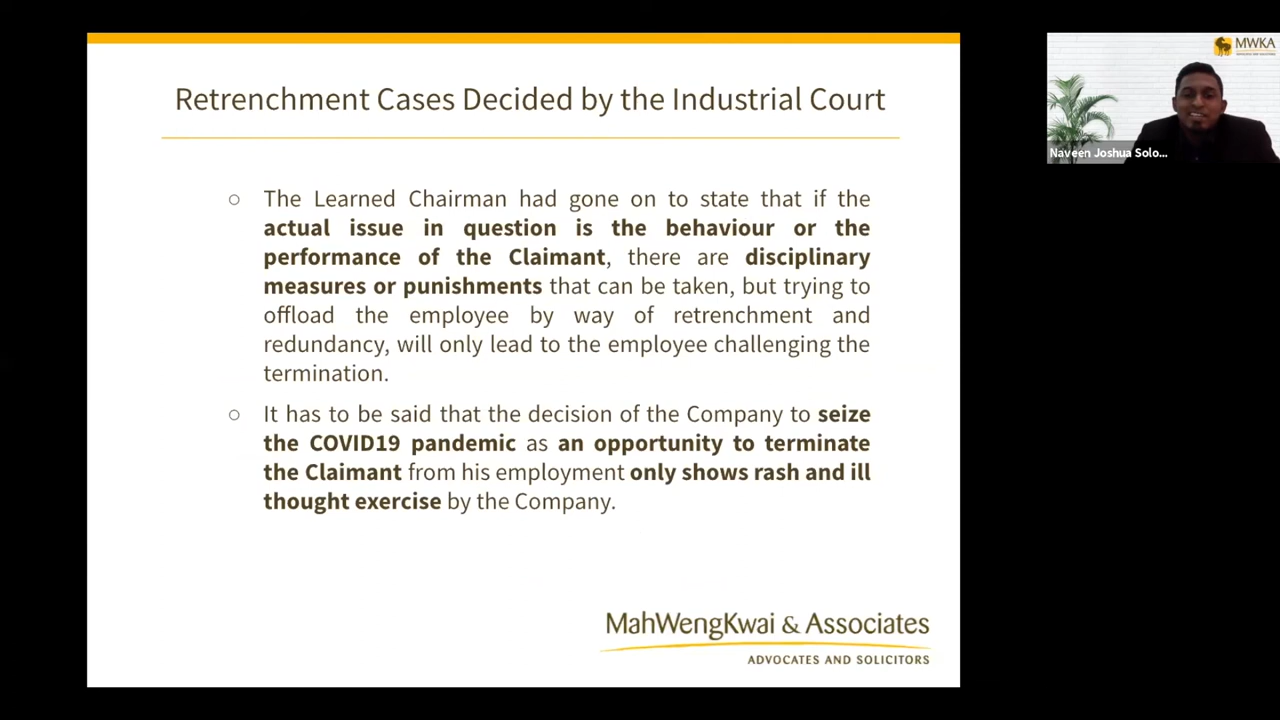 Retrenchment Cases Decided by the Industrial Court
○ The Learned Chairman had gone on to state that if the
actual issue in question is the behaviour or the
performance of the Claimant, there are disciplinary
measures or punishments that can be taken, but trying to
offload the employee by way of retrenchment and
redundancy, will only lead to the employee challenging the
termination.
○ It has to be said that the decision of the Company to seize
the COVID19 pandemic as an opportunity to terminate
the Claimant from his employment only shows rash and ill
thought exercise by the Company.
MahWengKwai & Associates
ADVOCATES AND SOLICITORS
MWKA
Naveen Joshua Solo...